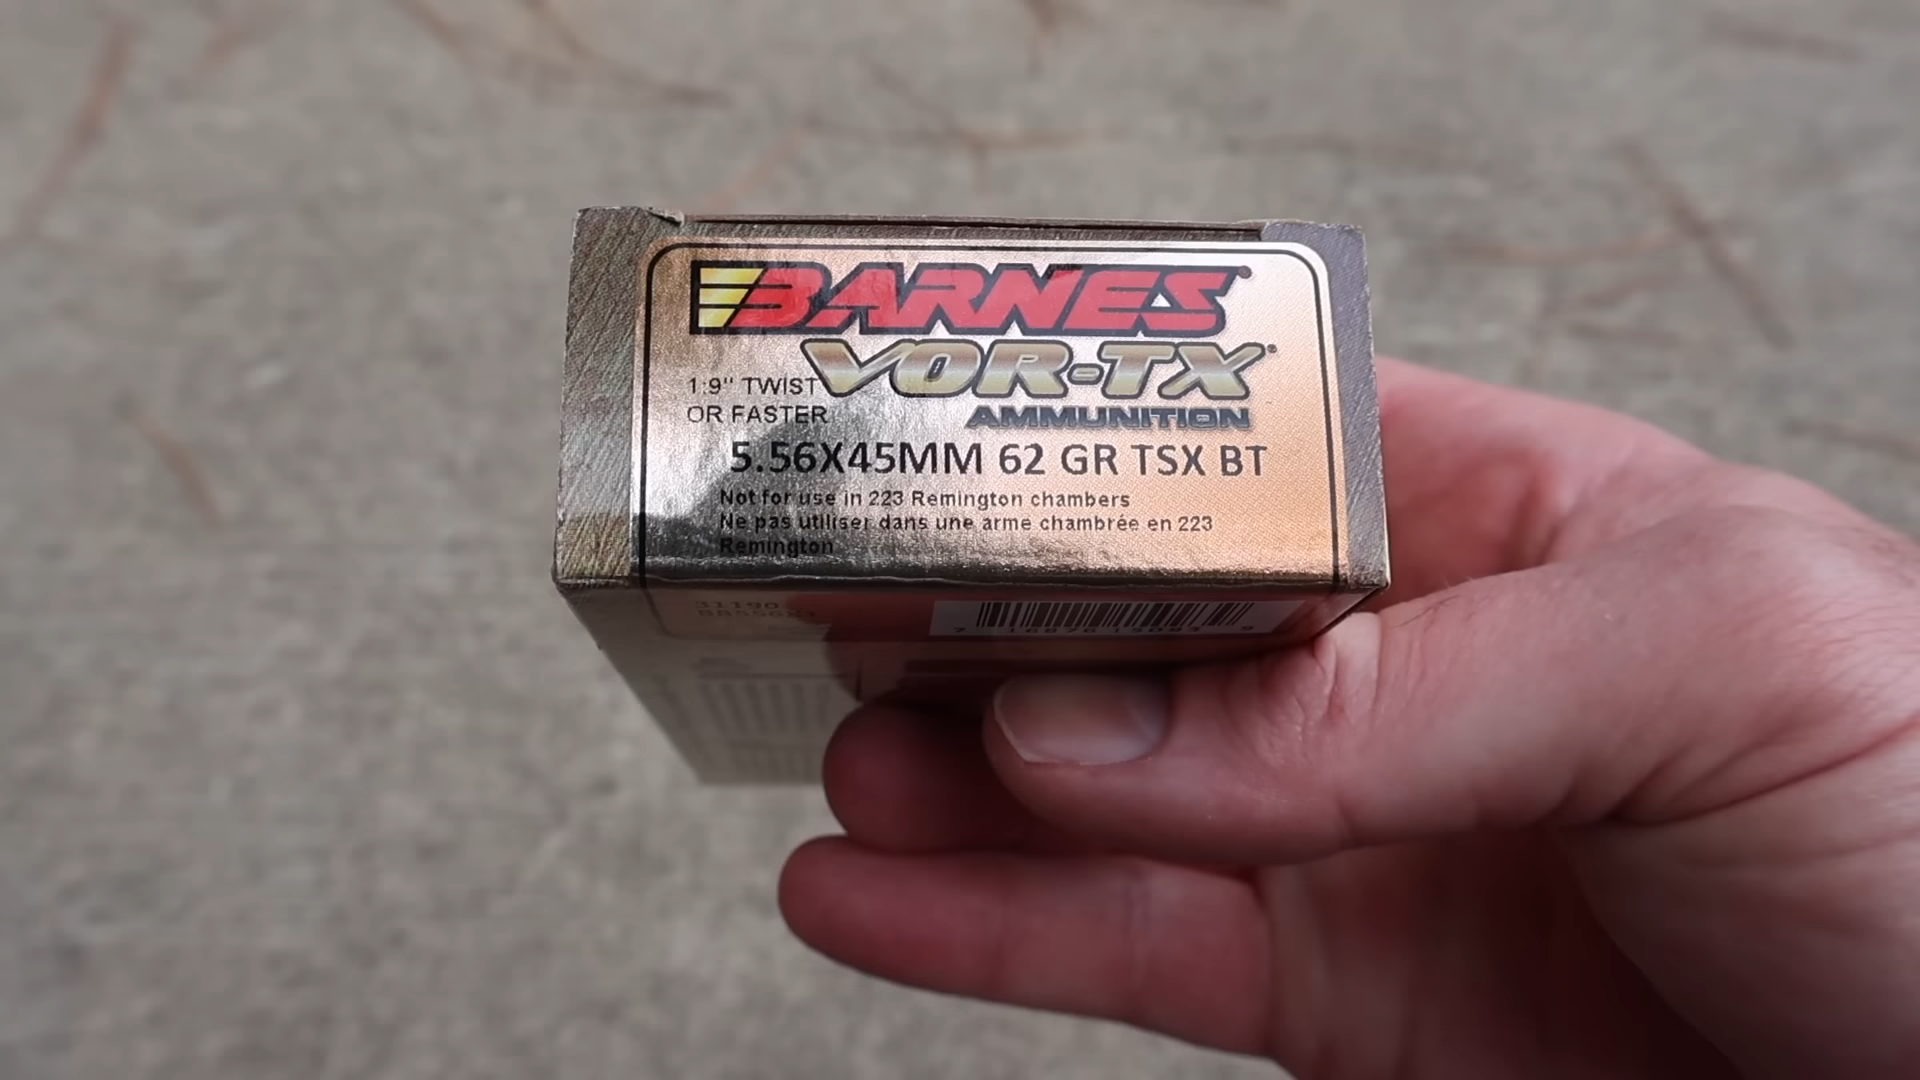 BARNES®
VOR-TX®
1:9" TWIST
OR FASTER
AMMUNITION
5.56X45MM 62 GR TSX BT
Not for use in 223 Remington chambers
Ne pas utiliser dans une arme chambrée en 223
Remington
31190